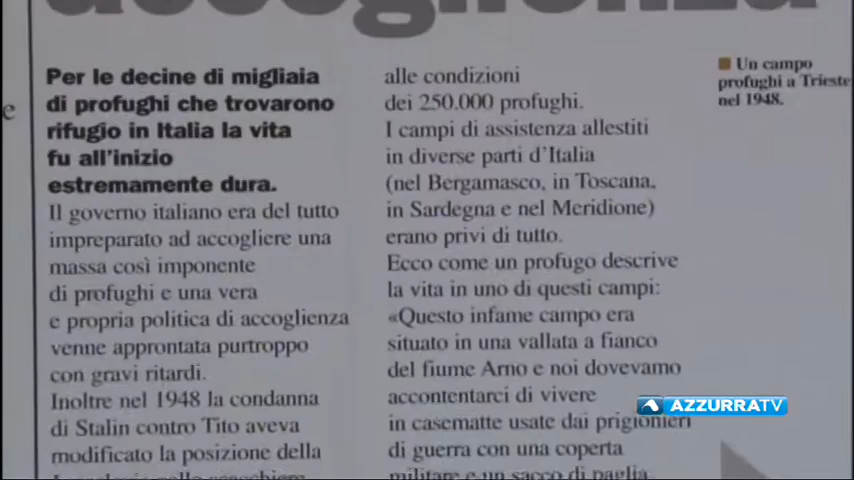 accoglienza
e
Per le decine di migliaia
di profughi che trovarono
rifugio in Italia la vita
fu all'inizio
estremamente dura.
Il governo italiano era del tutto
impreparato ad accogliere una
massa così imponente
di profughi e una vera
e propria politica di accoglienza
venne approntata purtroppo
con gravi ritardi.
Inoltre nel 1948 la condanna
di Stalin contro Tito aveva
modificato la posizione della
alle condizioni
dei 250.000 profughi.
I campi di assistenza allestiti
in diverse parti d'Italia
(nel Bergamasco, in Toscana,
in Sardegna e nel Meridione)
erano privi di tutto.
Ecco come un profugo descrive
la vita in uno di questi campi:
«Questo infame campo era
situato in una vallata a fianco
del fiume Arno e noi dovevamo
accontentarci di vivere
in casematte usate dai prigionieri
di guerra con una coperta
militare e un sacco di paglia.
Un campo
profughi a Trieste
nel 1948.
AZZURRATV